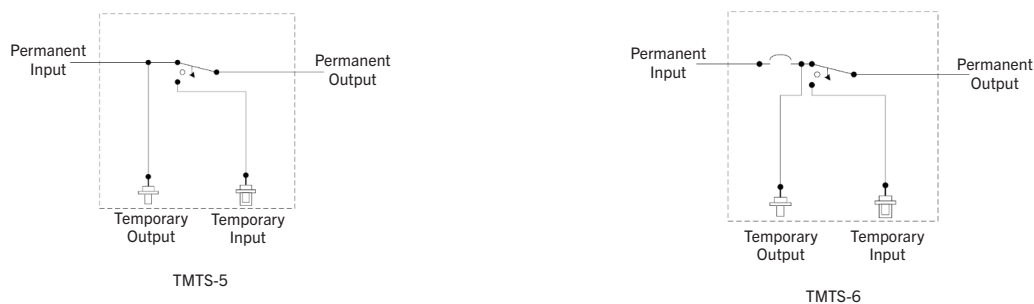 Permanent
Input
Permanent
Output
Temporary
Output
Temporary
Input
TMTS-5
Permanent
Input
Permanent
Output
Temporary
Output
Temporary
Input
TMTS-6